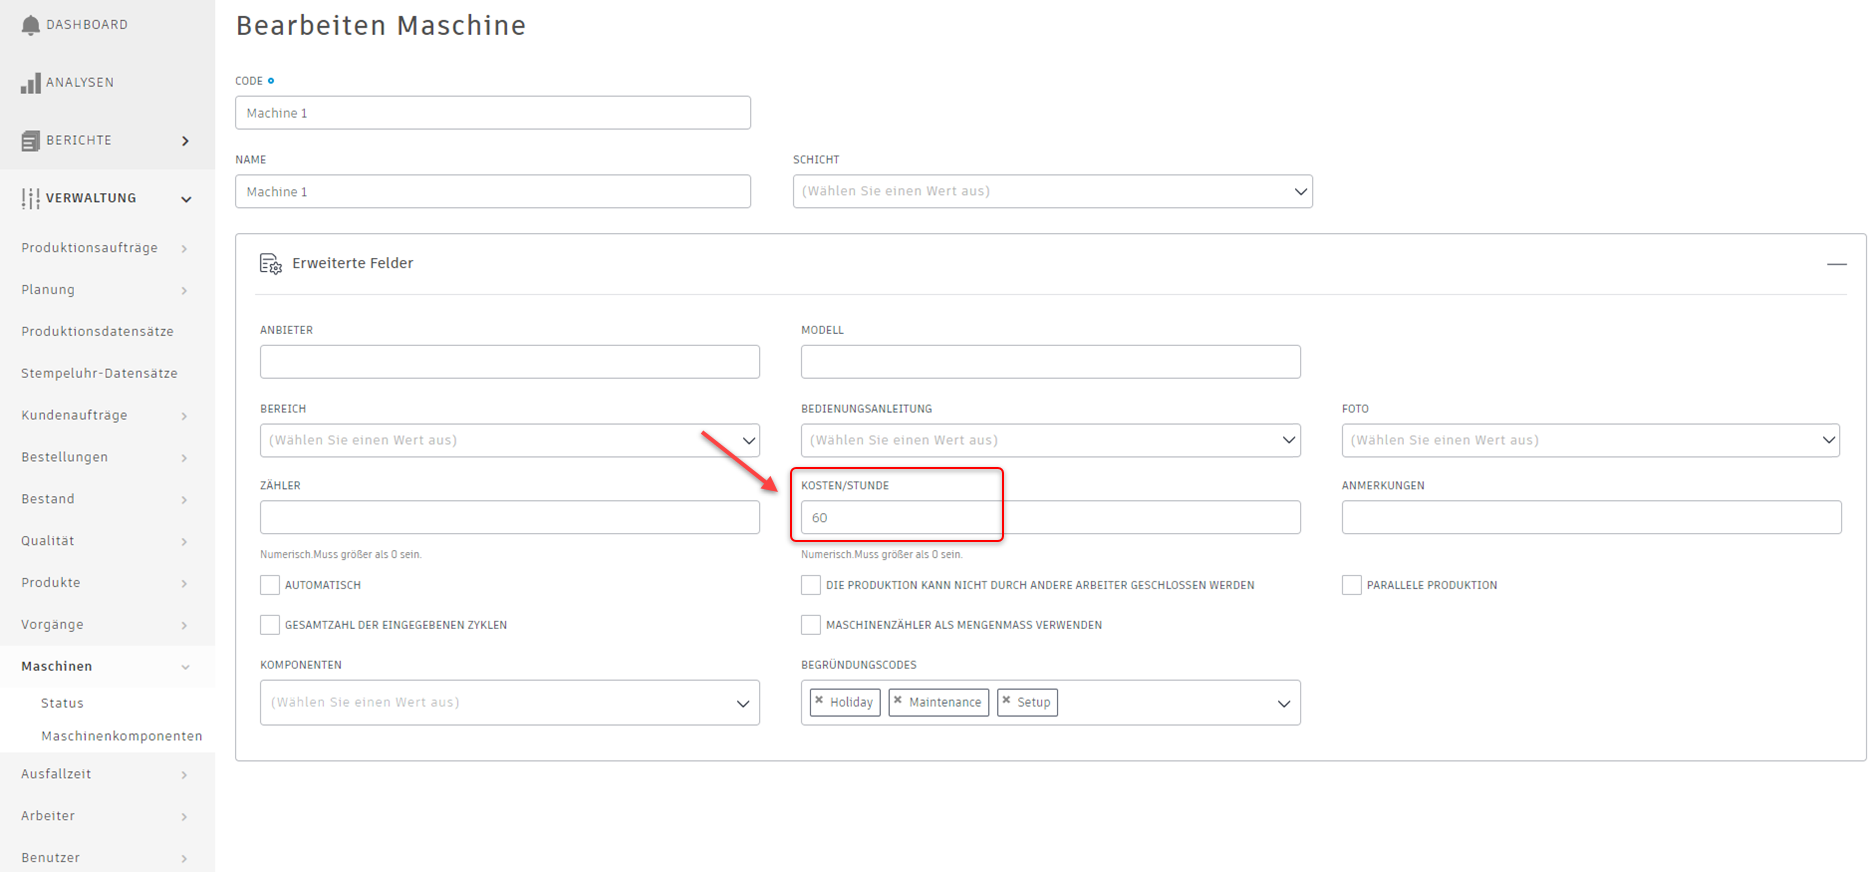 DASHBOARD
ANALYSEN
BERICHTE
VERWALTUNG
Produktionsaufträge
Planung
Produktionsdatensätze
Stempeluhr-Datensätze
Kundenaufträge
Bestellungen
Bestand
Qualität
Produkte
Vorgänge
Maschinen
Status
Maschinenkomponenten
Ausfallzeit
Arbeiter
Benutzer
Bearbeiten Maschine
CODE
Machine 1
NAME
Machine 1
SCHICHT
(Wählen Sie einen Wert aus)
Erweiterte Felder
ANBIETER
MODELL
BEREICH
(Wählen Sie einen Wert aus)
BEDIENUNGSANLEITUNG
(Wählen Sie einen Wert aus)
FOTO
(Wählen Sie einen Wert aus)
ZÄHLER
Numerisch.Muss größer als 0 sein.
KOSTEN/STUNDE
60
Numerisch.Muss größer als 0 sein.
ANMERKUNGEN
AUTOMATISCH
DIE PRODUKTION KANN NICHT DURCH ANDERE ARBEITER GESCHLOSSEN WERDEN
PARALLELE PRODUKTION
GESAMTZAHL DER EINGEGEBENEN ZYKLEN
MASCHINENZÄHLER ALS MENGENMASS VERWENDEN
KOMPONENTEN
(Wählen Sie einen Wert aus)
BEGRÜNDUNGSCODES
× Holiday × Maintenance × Setup